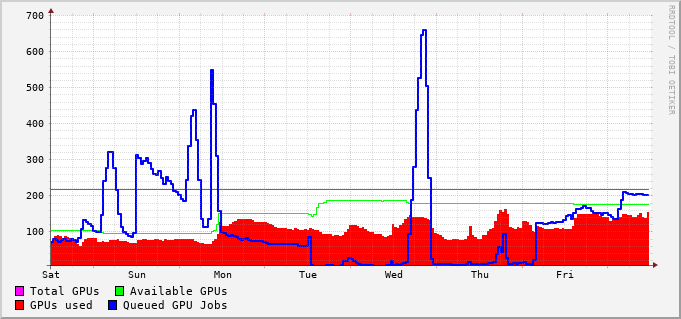 700
600
500
400
300
200
100
Sat Sun Mon Tue Wed Thu Fri
Total GPUs Available GPUs
GPUs used Queued GPU Jobs
RRDTOOL / TOBI OETIKER